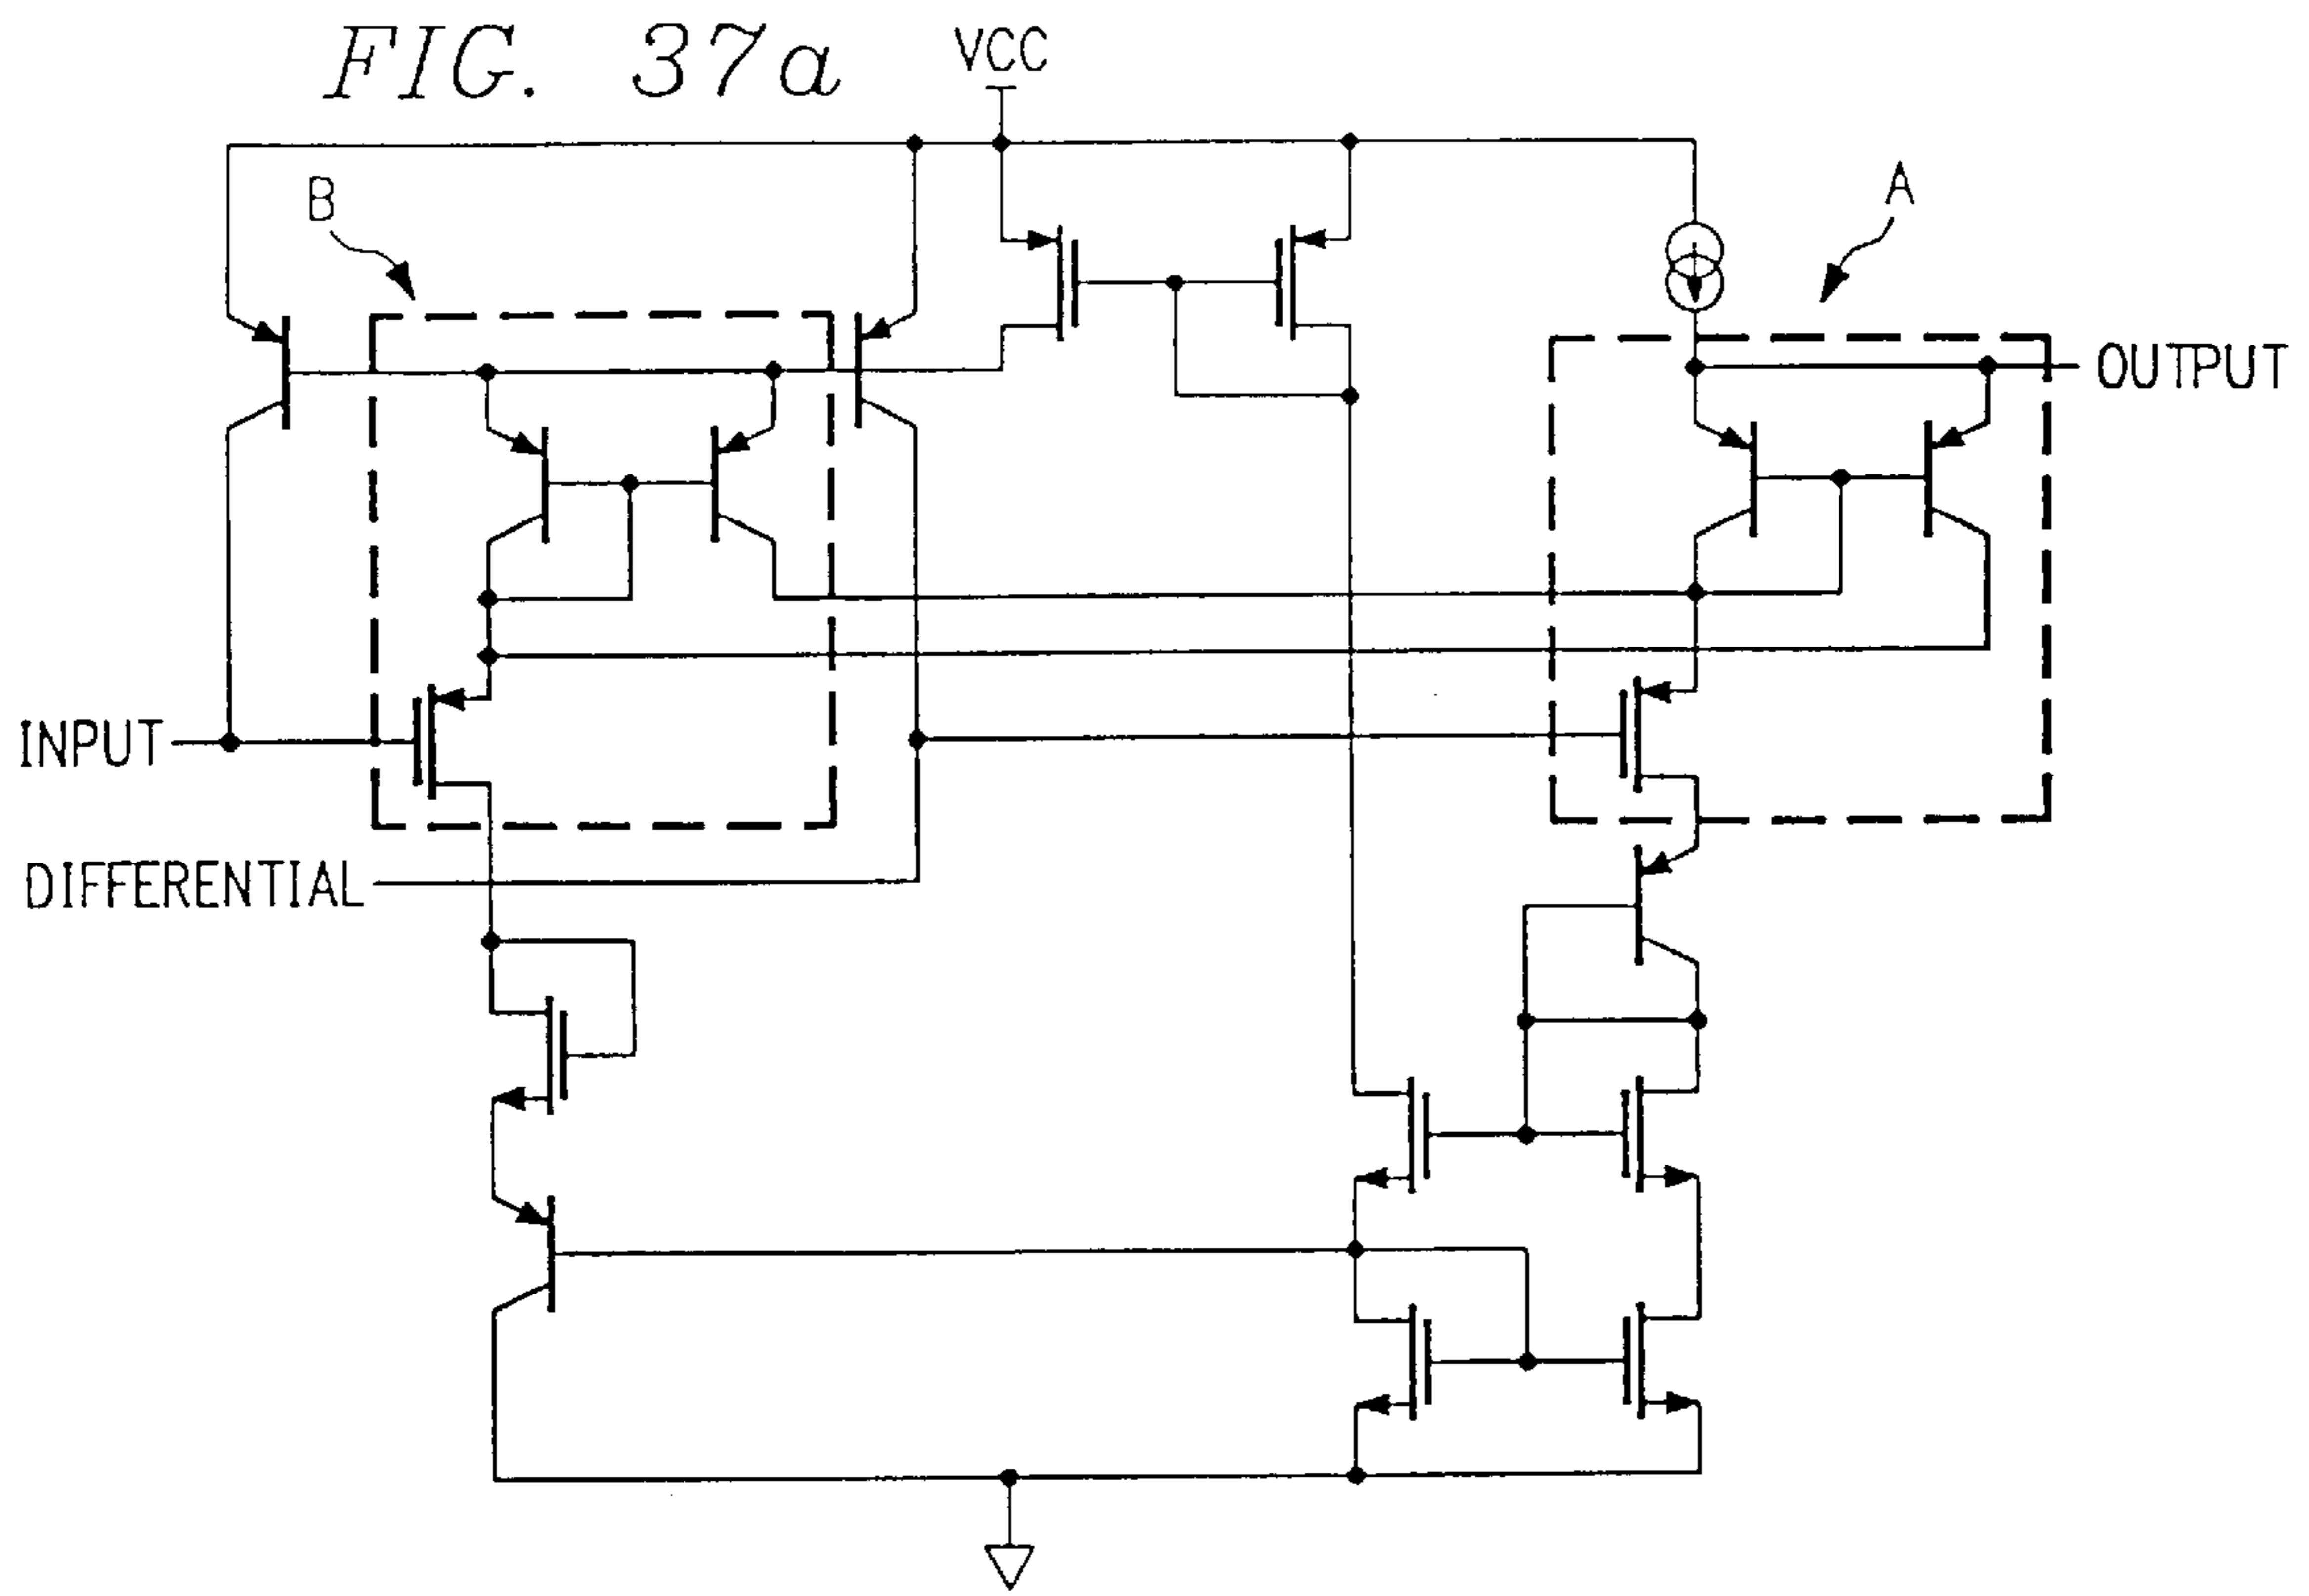 FIG. 37a
VCC
B
A
OUTPUT
INPUT
DIFFERENTIAL